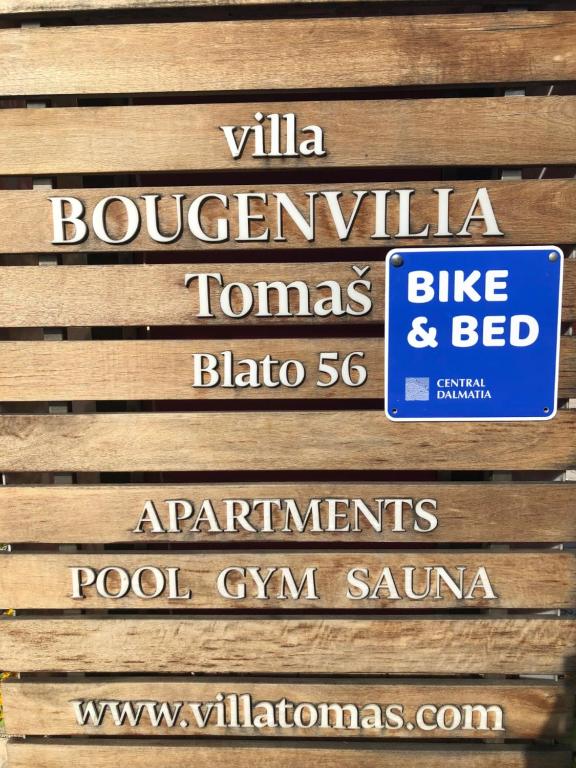 villa
BOUGENVILIA
Tomaš
Blato 56
BIKE
& BED
CENTRAL
DALMATIA
APARTMENTS
POOL GYM SAUNA
www.villatomas.com